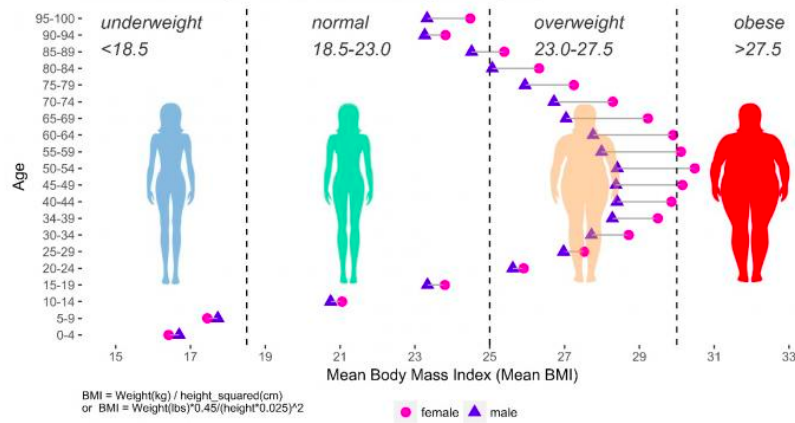 underweight
<18.5
normal
18.5-23.0
overweight
23.0-27.5
obese
>27.5
Age
95-100
90-94
85-89
80-84
75-79
70-74
65-69
60-64
55-59
50-54
45-49
40-44
34-39
30-34
25-29
20-24
15-19
10-14
5-9
0-4
15 17 19 21 23 25 27 29 31 33
Mean Body Mass Index (Mean BMI)
BMI = Weight(kg) / height_squared(cm)
or BMI = Weight(lbs)*0.45/(height*0.025)^2
female male